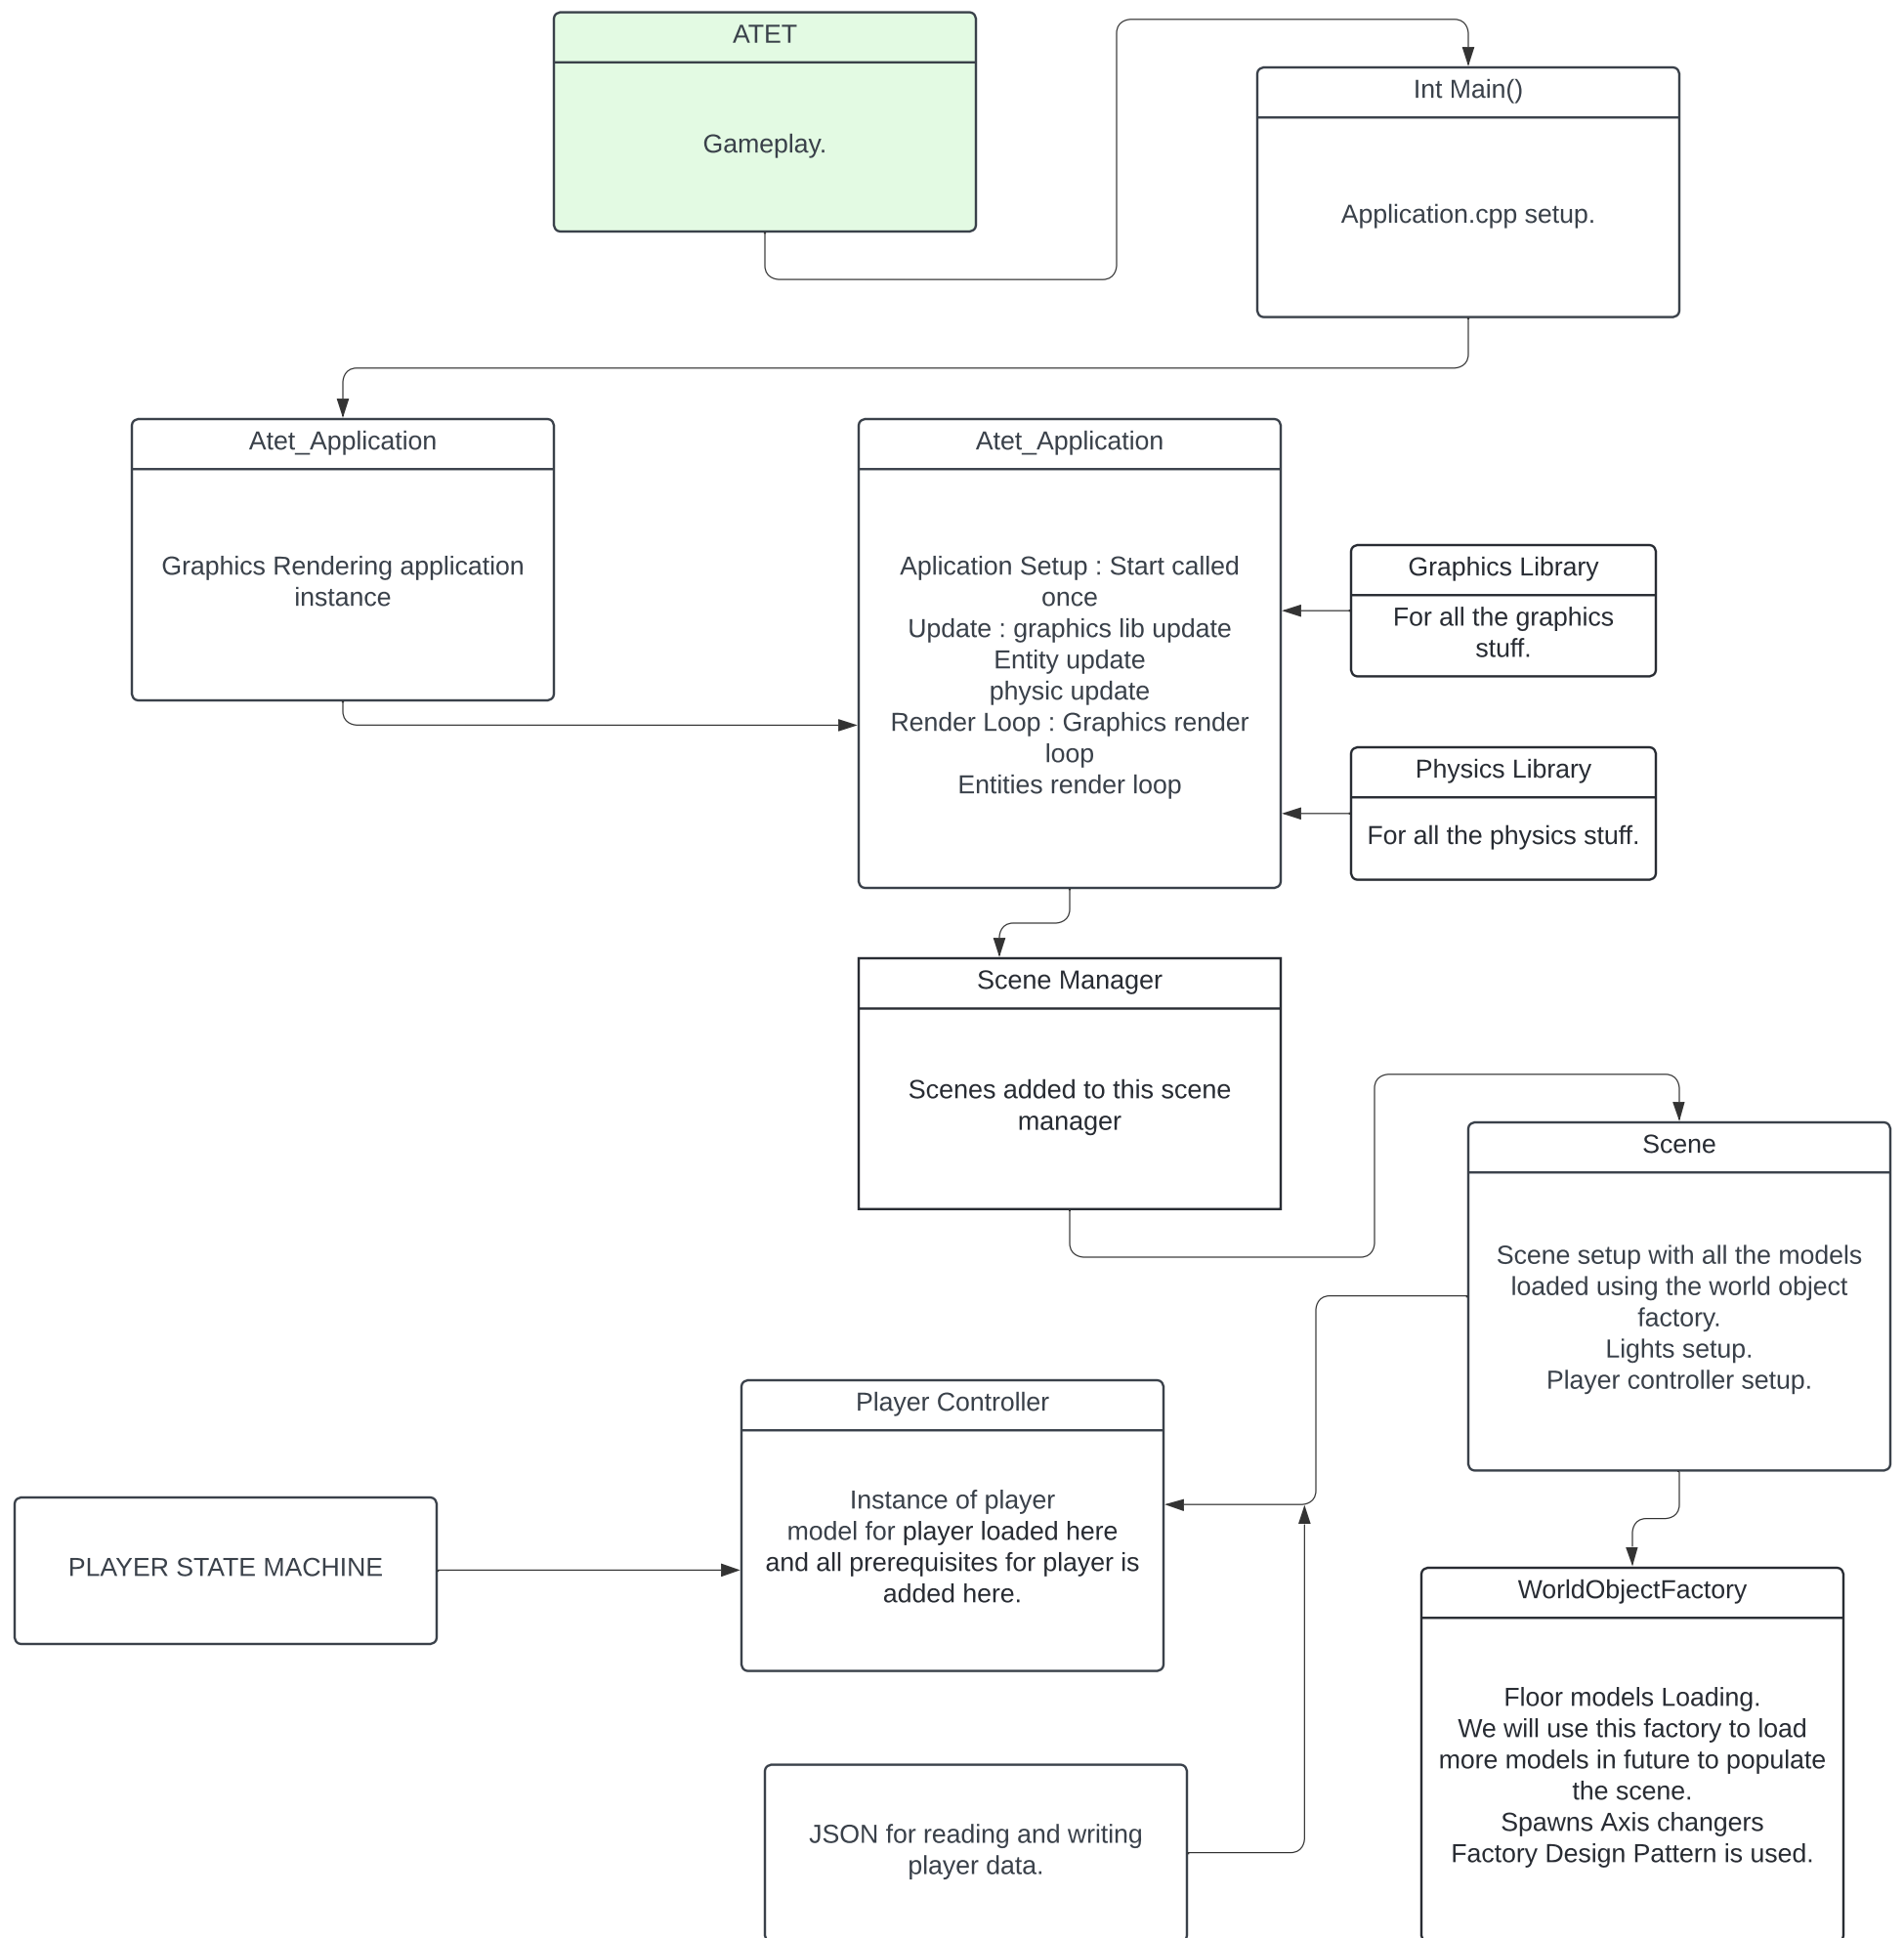 ATET
Gameplay.
Int Main()
Application.cpp setup.
Atet_Application
Graphics Rendering application
instance
Atet_Application
Aplication Setup : Start called
once
Update : graphics lib update
Entity update
physic update
Render Loop : Graphics render
loop
Entities render loop
Graphics Library
For all the graphics
stuff.
Physics Library
For all the physics stuff.
Scene Manager
Scenes added to this scene
manager
Scene
Scene setup with all the models
loaded using the world object
factory.
Lights setup.
Player controller setup.
Player Controller
Instance of player
model for player loaded here
and all prerequisites for player is
added here.
PLAYER STATE MACHINE
WorldObjectFactory
Floor models Loading.
We will use this factory to load
more models in future to populate
the scene.
Spawns Axis changers
Factory Design Pattern is used.
JSON for reading and writing
player data.